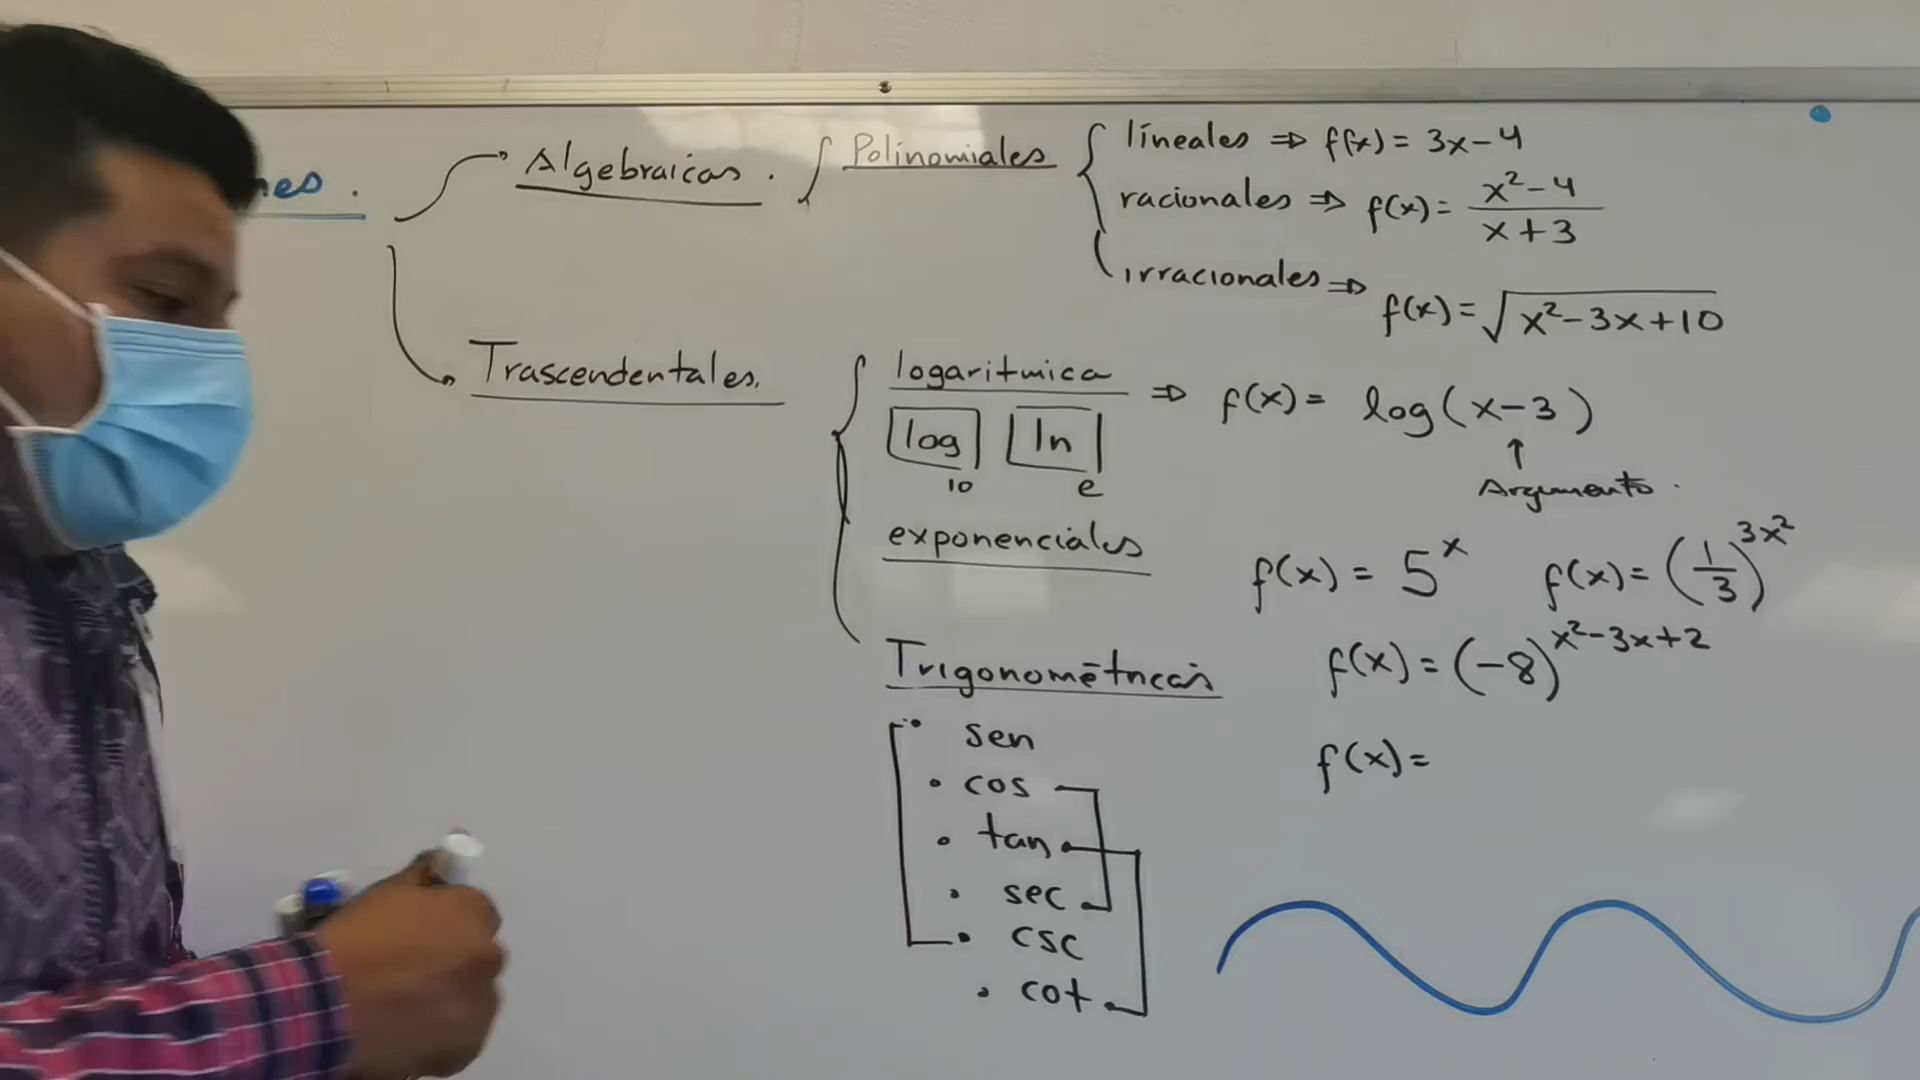 nes.
Algebraicas.
Polinomiales
líneales ⇒ f(x) = 3x-4
racionales ⇒ f(x) = (x²-4)/(x+3)
irracionales ⇒ f(x) = √(x²-3x+10)
Trascendentales.
logaritmica ⇒ f(x) = log(x-3)
log 10 ln e
↑
Argumento.
exponenciales f(x) = 5^x f(x) = (1/3)^(3x²)
f(x) = (-8)^(x²-3x+2)
Trigonométricas
f(x) =
• sen
• cos
• tan
• sec
• csc
• cot